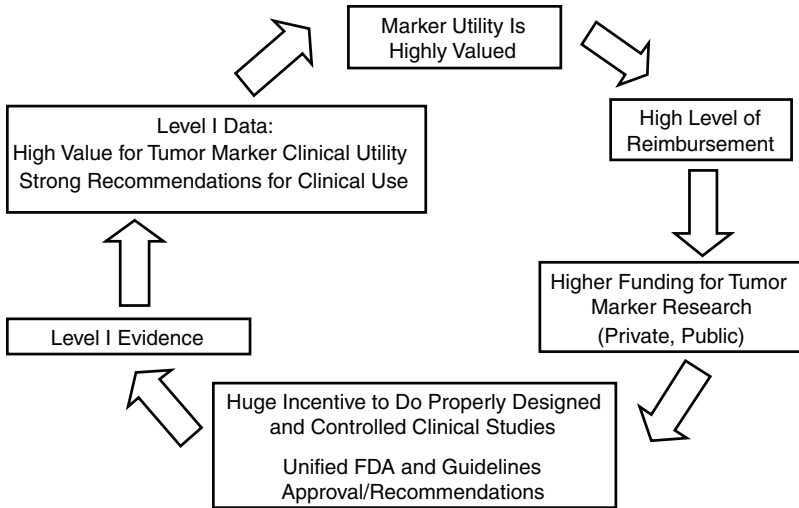 Marker Utility Is
Highly Valued
High Level of
Reimbursement
Higher Funding for Tumor
Marker Research
(Private, Public)
Huge Incentive to Do Properly Designed
and Controlled Clinical Studies
Unified FDA and Guidelines
Approval/Recommendations
Level I Evidence
Level I Data:
High Value for Tumor Marker Clinical Utility
Strong Recommendations for Clinical Use